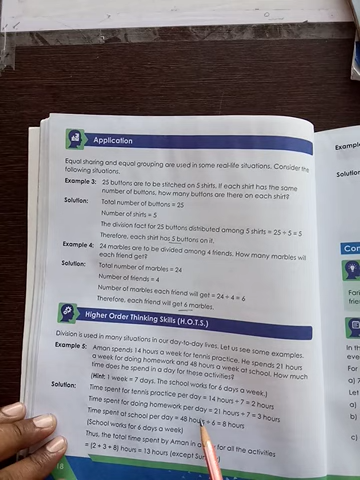 Application
Equal sharing and equal grouping are used in some real-life situations. Consider the
following situations.
Example 3: 25 buttons are to be stitched on 5 shirts. If each shirt has the same
number of buttons, how many buttons are there on each shirt?
Solution: Total number of buttons = 25
Number of shirts = 5
The division fact for 25 buttons distributed among 5 shirts = 25 ÷ 5 = 5
Therefore, each shirt has 5 buttons on it.
Example 4: 24 marbles are to be divided among 4 friends. How many marbles will
each friend get?
Solution: Total number of marbles = 24
Number of friends = 4
Number of marbles each friend will get = 24 ÷ 4 = 6
Therefore, each friend will get 6 marbles.
Higher Order Thinking Skills (H.O.T.S.)
Division is used in many situations in our day-to-day lives. Let us see some examples.
Example 5: Aman spends 14 hours a week for tennis practice. He spends 21 hours
a week for doing homework and 48 hours a week at school. How much
time does he spend in a day for these activities?
(Hint: 1 week = 7 days. The school works for 6 days a week.)
Solution: Time spent for tennis practice per day = 14 hours ÷ 7 = 2 hours
Time spent for doing homework per day = 21 hours ÷ 7 = 3 hours
Time spent at school per day = 48 hours ÷ 6 = 8 hours
(School works for 6 days a week)
Thus, the total time spent by Aman in a day for all the activities
= (2 + 3 + 8) hours = 13 hours (except Sunday)
18
Example
Solution
Con
Fari
frie
In th
eve
For
a) 7
Let
a)
b)
c)